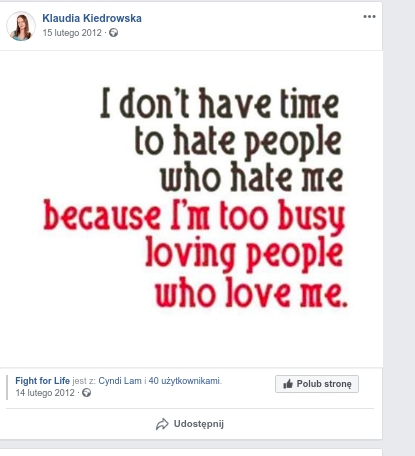 Klaudia Kiedrowska
15 lutego 2012 ·
I don't have time
to hate people
who hate me
because I'm too busy
loving people
who love me.
Fight for Life jest z: Cyndi Lam i 40 użytkownikami.
14 lutego 2012 ·
Polub stronę
Udostępnij